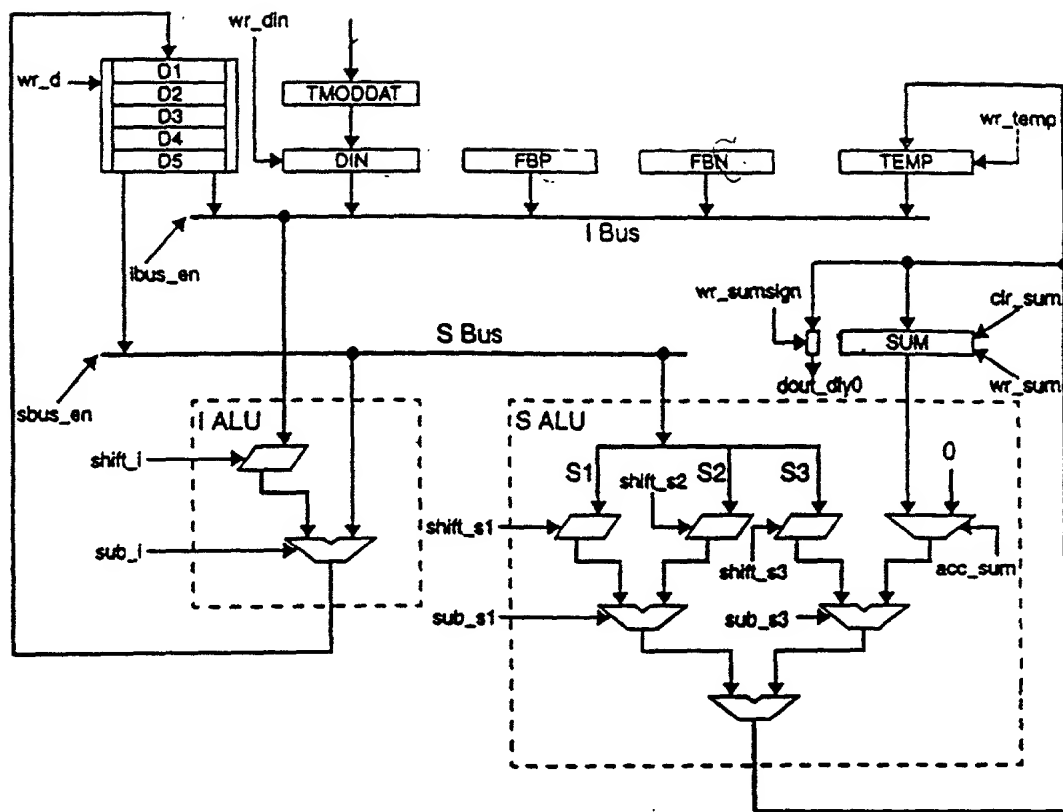 wr_din
wr_d
D1
D2
D3
D4
D5
TMODDAT
DIN
FBP
FBN
TEMP
wr_temp
I Bus
ibus_en
wr_sumsign
clr_sum
S Bus
SUM
dout_dly0
wr_sum
sbus_en
I ALU
S ALU
shift_i
S1
shift_s2
S2
S3
0
shift_s1
sub_i
shift_s3
acc_sum
sub_s1
sub_s3